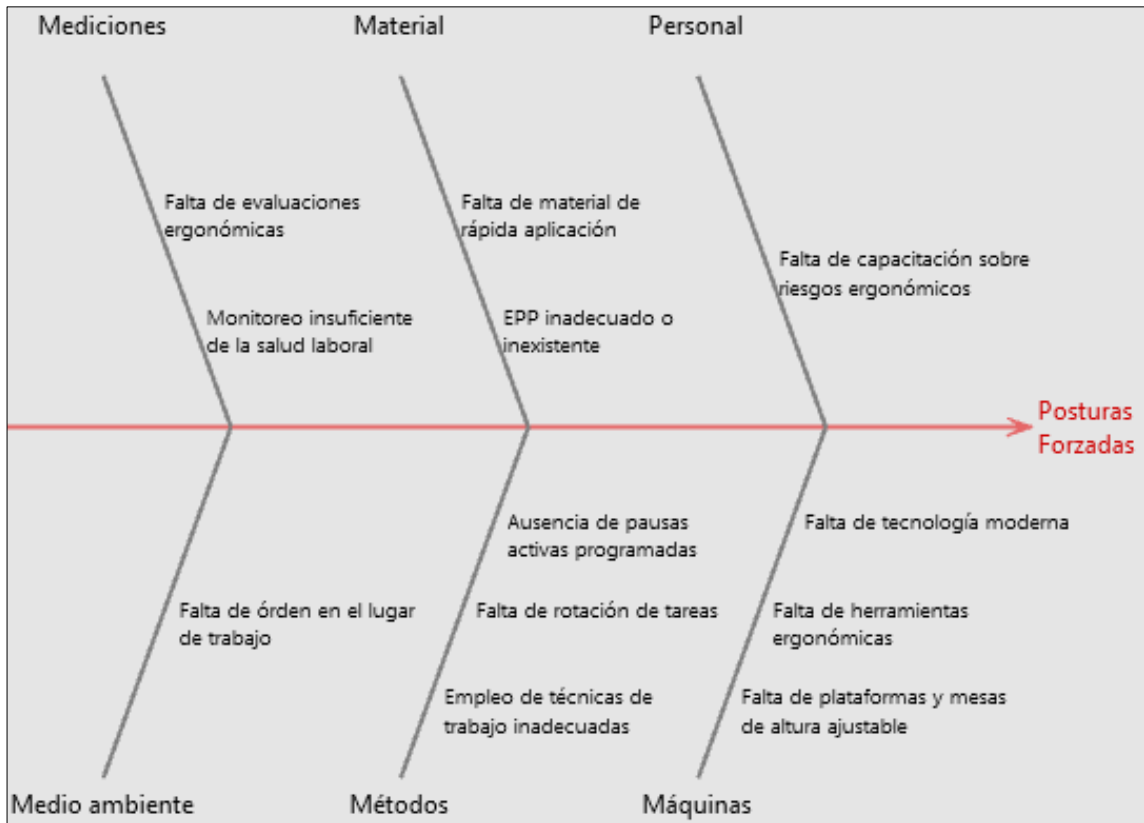 Mediciones
Material
Personal
Falta de evaluaciones
ergonómicas
Monitoreo insuficiente
de la salud laboral
Falta de material de
rápida aplicación
EPP inadecuado o
inexistente
Falta de capacitación sobre
riesgos ergonómicos
Posturas
Forzadas
Falta de órden en el lugar
de trabajo
Ausencia de pausas
activas programadas
Falta de rotación de tareas
Empleo de técnicas de
trabajo inadecuadas
Falta de tecnología moderna
Falta de herramientas
ergonómicas
Falta de plataformas y mesas
de altura ajustable
Medio ambiente
Métodos
Máquinas